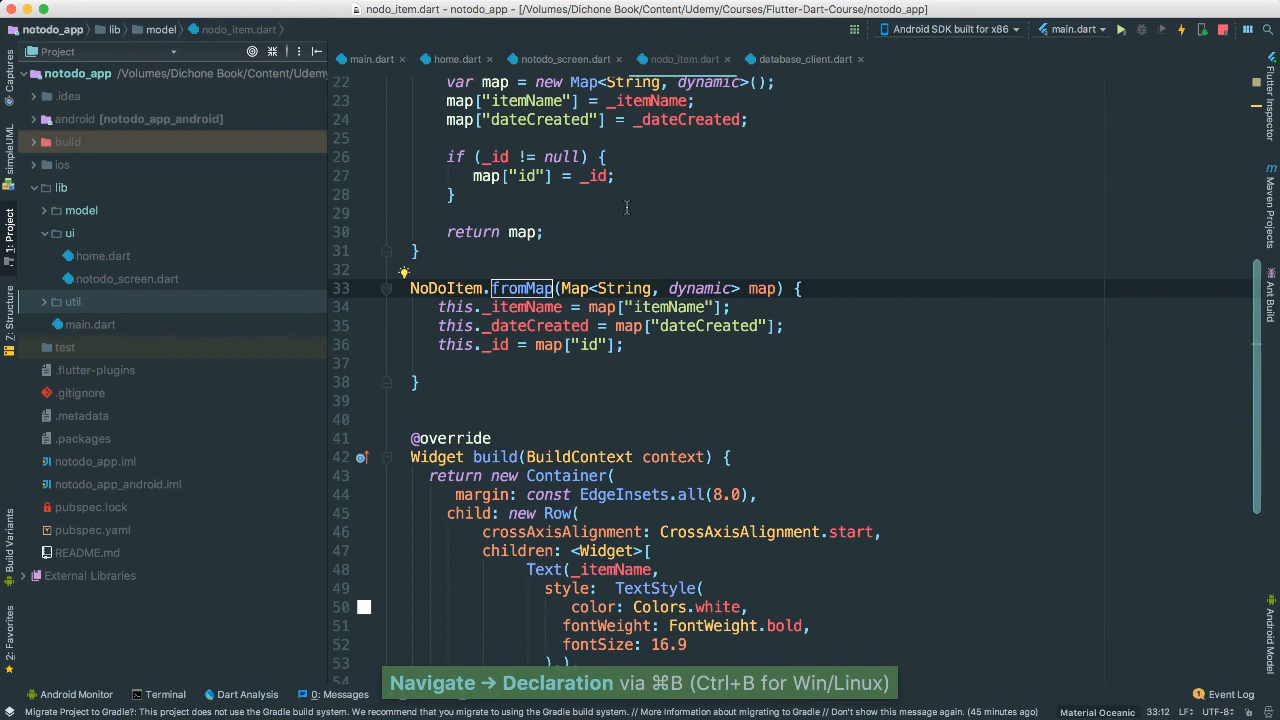 nodo_item.dart - notodo_app - [/Volumes/Dichone Book/Content/Udemy/Courses/Flutter-Dart-Course/notodo_app]
notodo_app lib model nodo_item.dart Android SDK built for x86 main.dart
Project
main.dart home.dart notodo_screen.dart nodo_item.dart database_client.dart
notodo_app /Volumes/Dichone Book/Content/Udemy
.idea
android [notodo_app_android]
build
ios
lib
model
ui
home.dart
notodo_screen.dart
util
main.dart
test
.flutter-plugins
.gitignore
.metadata
.packages
notodo_app.iml
notodo_app_android.iml
pubspec.lock
pubspec.yaml
README.md
External Libraries
Captures
simpleUML
1: Project
Z: Structure
Build Variants
2: Favorites
22 var map = new Map<String, dynamic>();
23 map["itemName"] = _itemName;
24 map["dateCreated"] = _dateCreated;
25
26 if (_id != null) {
27 map["id"] = _id;
28 }
29
30 return map;
31 }
32
33 NoDoItem.fromMap(Map<String, dynamic> map) {
34 this._itemName = map["itemName"];
35 this._dateCreated = map["dateCreated"];
36 this._id = map["id"];
37
38 }
39
40
41 @override
42 Widget build(BuildContext context) {
43 return new Container(
44 margin: const EdgeInsets.all(8.0),
45 child: new Row(
46 crossAxisAlignment: CrossAxisAlignment.start,
47 children: <Widget>[
48 Text(_itemName,
49 style: TextStyle(
50 color: Colors.white,
51 fontWeight: FontWeight.bold,
52 fontSize: 16.9
53 ),),
54
Flutter Inspector
Maven Projects
Ant Build
Android Model
Navigate → Declaration via ⌘B (Ctrl+B for Win/Linux)
Android Monitor Terminal Dart Analysis 0: Messages 1 Event Log
Migrate Project to Gradle?: This project does not use the Gradle build system. We recommend that you migrate to using the Gradle build system. // More Information about migrating to Gradle // Don't show this message again. (45 minutes ago) Material Oceanic 33:12 LF÷ UTF-8÷